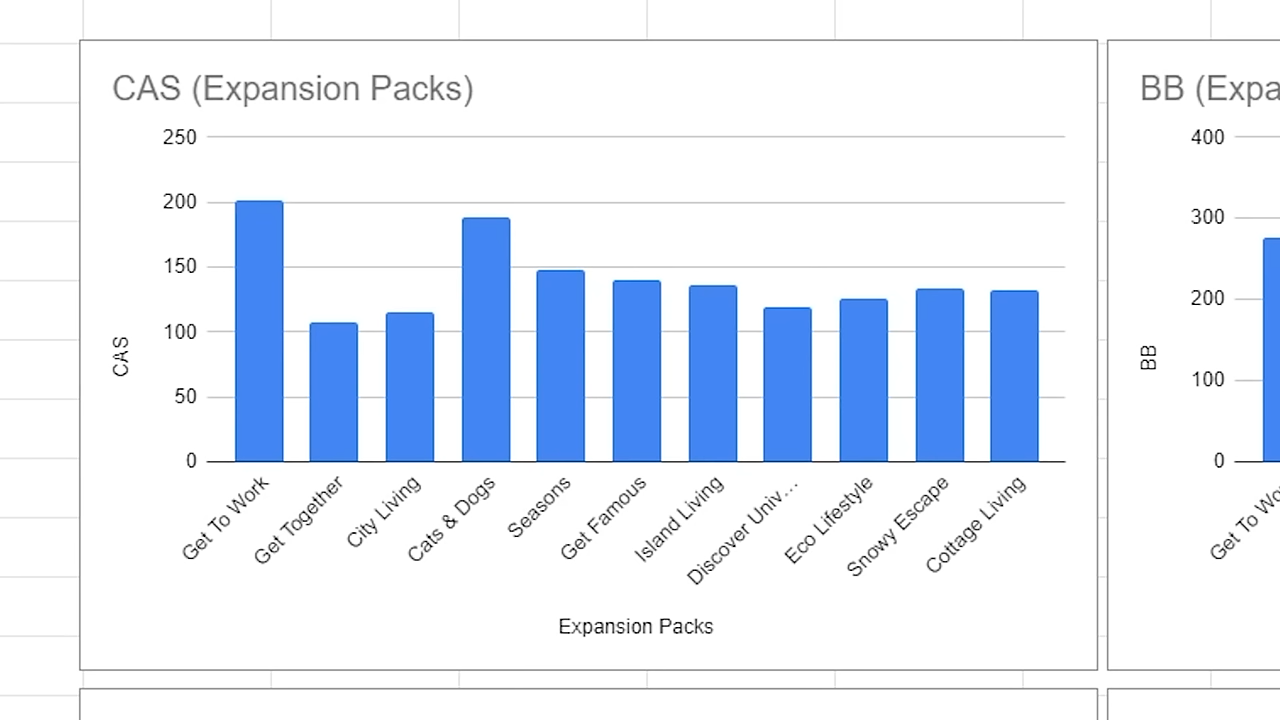 CAS (Expansion Packs)
250
200
150
100
50
0
CAS
Get To Work
Get Together
City Living
Cats & Dogs
Seasons
Get Famous
Island Living
Discover Univ…
Eco Lifestyle
Snowy Escape
Cottage Living
Expansion Packs
BB (Expa
400
300
200
100
0
BB
Get To Wo